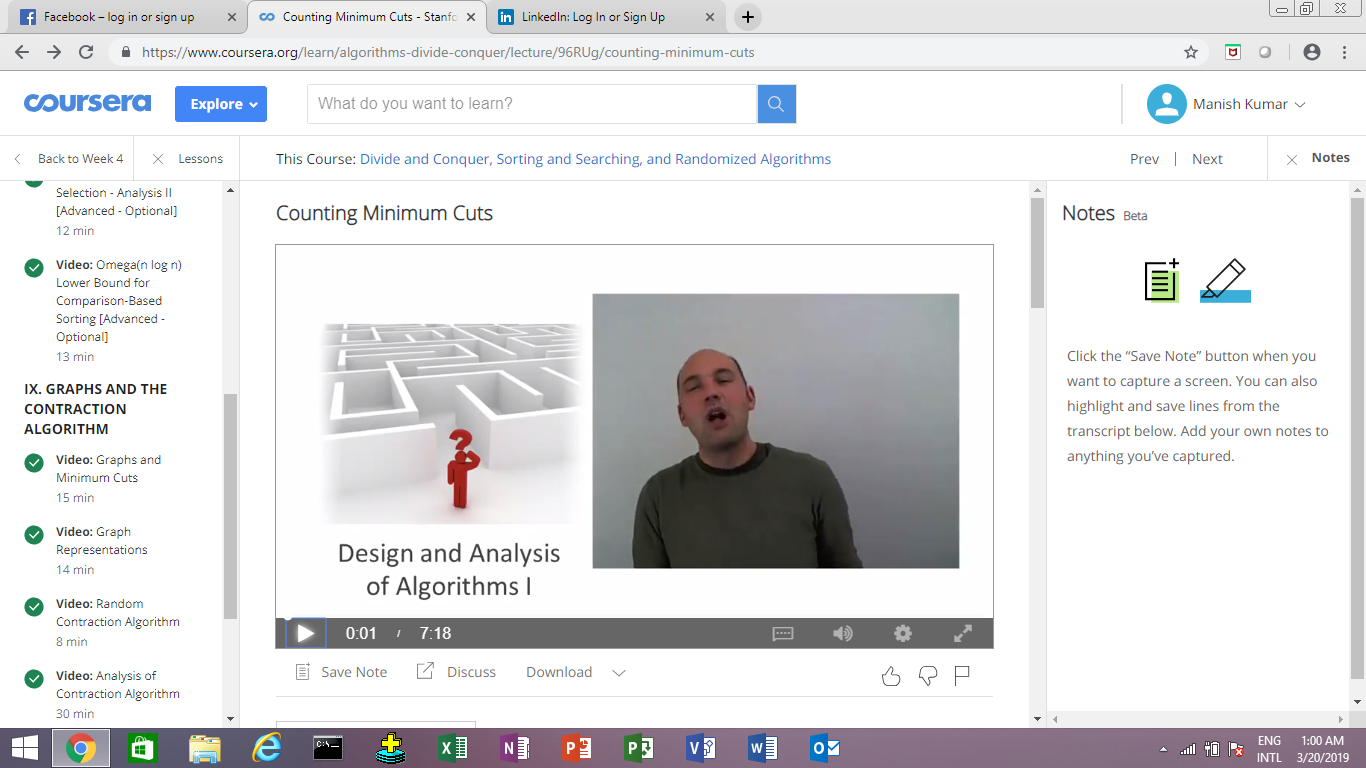 Facebook – log in or sign up
Counting Minimum Cuts - Stanfo
LinkedIn: Log In or Sign Up
https://www.coursera.org/learn/algorithms-divide-conquer/lecture/96RUg/counting-minimum-cuts
coursera
Explore
What do you want to learn?
Manish Kumar
Back to Week 4
Lessons
This Course: Divide and Conquer, Sorting and Searching, and Randomized Algorithms
Prev | Next
Notes
Selection - Analysis II
[Advanced - Optional]
12 min
Video: Omega(n log n)
Lower Bound for
Comparison-Based
Sorting [Advanced -
Optional]
13 min
IX. GRAPHS AND THE
CONTRACTION
ALGORITHM
Video: Graphs and
Minimum Cuts
15 min
Video: Graph
Representations
14 min
Video: Random
Contraction Algorithm
8 min
Video: Analysis of
Contraction Algorithm
30 min
Counting Minimum Cuts
?
Design and Analysis
of Algorithms I
0:01 / 7:18
Save Note
Discuss
Download
Notes Beta
Click the “Save Note” button when you
want to capture a screen. You can also
highlight and save lines from the
transcript below. Add your own notes to
anything you’ve captured.
ENG
INTL
1:00 AM
3/20/2019